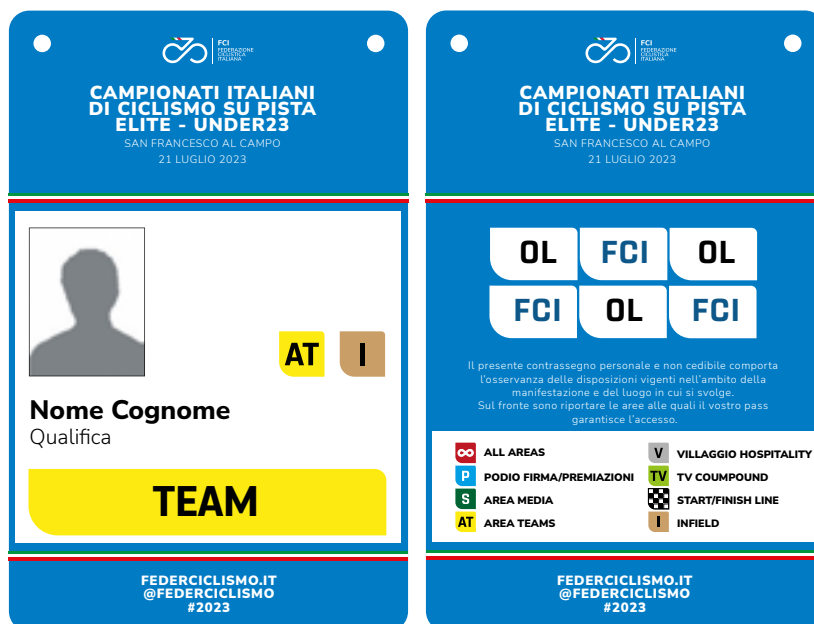 FCI
FEDERAZIONE
CICLISTICA
ITALIANA
CAMPIONATI ITALIANI
DI CICLISMO SU PISTA
ELITE - UNDER23
SAN FRANCESCO AL CAMPO
21 LUGLIO 2023
AT I
Nome Cognome
Qualifica
TEAM
FEDERCICLISMO.IT
@FEDERCICLISMO
#2023
FCI
FEDERAZIONE
CICLISTICA
ITALIANA
CAMPIONATI ITALIANI
DI CICLISMO SU PISTA
ELITE - UNDER23
SAN FRANCESCO AL CAMPO
21 LUGLIO 2023
OL FCI OL
FCI OL FCI
Il presente contrassegno personale e non cedibile comporta
l'osservanza delle disposizioni vigenti nell'ambito della
manifestazione e del luogo in cui si svolge.
Sul fronte sono riportare le aree alle quali il vostro pass
garantisce l'accesso.
∞ ALL AREAS
P PODIO FIRMA/PREMIAZIONI
S AREA MEDIA
AT AREA TEAMS
V VILLAGGIO HOSPITALITY
TV TV COUMPOUND
START/FINISH LINE
I INFIELD
FEDERCICLISMO.IT
@FEDERCICLISMO
#2023